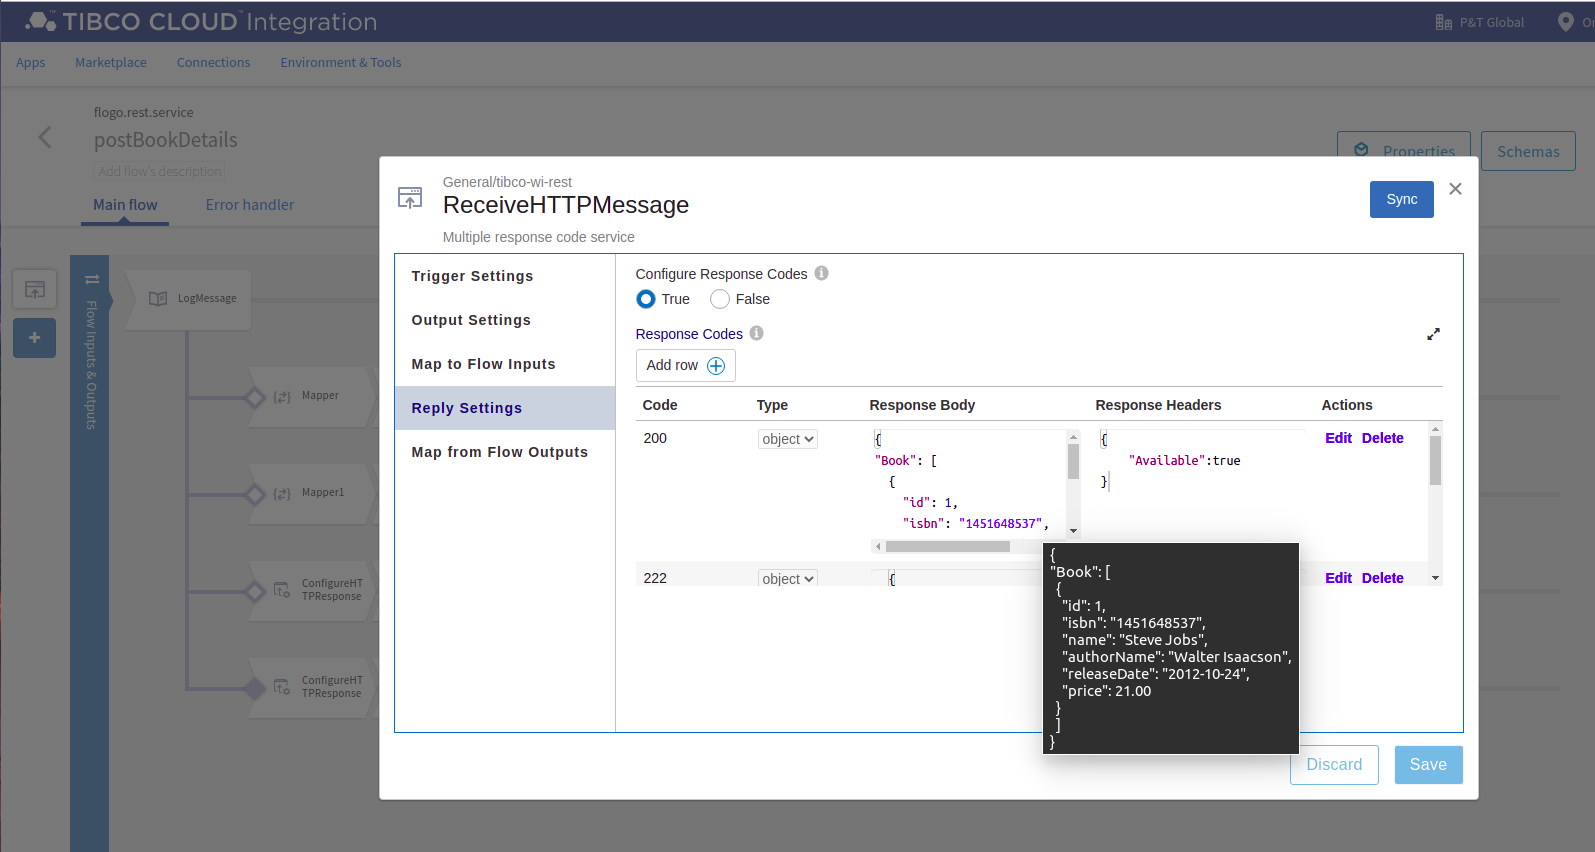 TIBCO CLOUD™ Integration
P&T Global
Apps Marketplace Connections Environment & Tools
flogo.rest.service
postBookDetails
Add flow's description
Properties
Schemas
Main flow Error handler
Flow Inputs & Outputs
LogMessage
Mapper
Mapper1
ConfigureHT
TPResponse
ConfigureHT
TPResponse
General/tibco-wi-rest
ReceiveHTTPMessage
Multiple response code service
Sync
Trigger Settings
Output Settings
Map to Flow Inputs
Reply Settings
Map from Flow Outputs
Configure Response Codes
True False
Response Codes
Add row
Code Type Response Body Response Headers Actions
200 object
{
"Book": [
{
"id": 1,
"isbn": "1451648537",
{
"Available":true
}
Edit Delete
222 object
{
Edit Delete
{
"Book": [
{
"id": 1,
"isbn": "1451648537",
"name": "Steve Jobs",
"authorName": "Walter Isaacson",
"releaseDate": "2012-10-24",
"price": 21.00
}
]
}
Discard Save